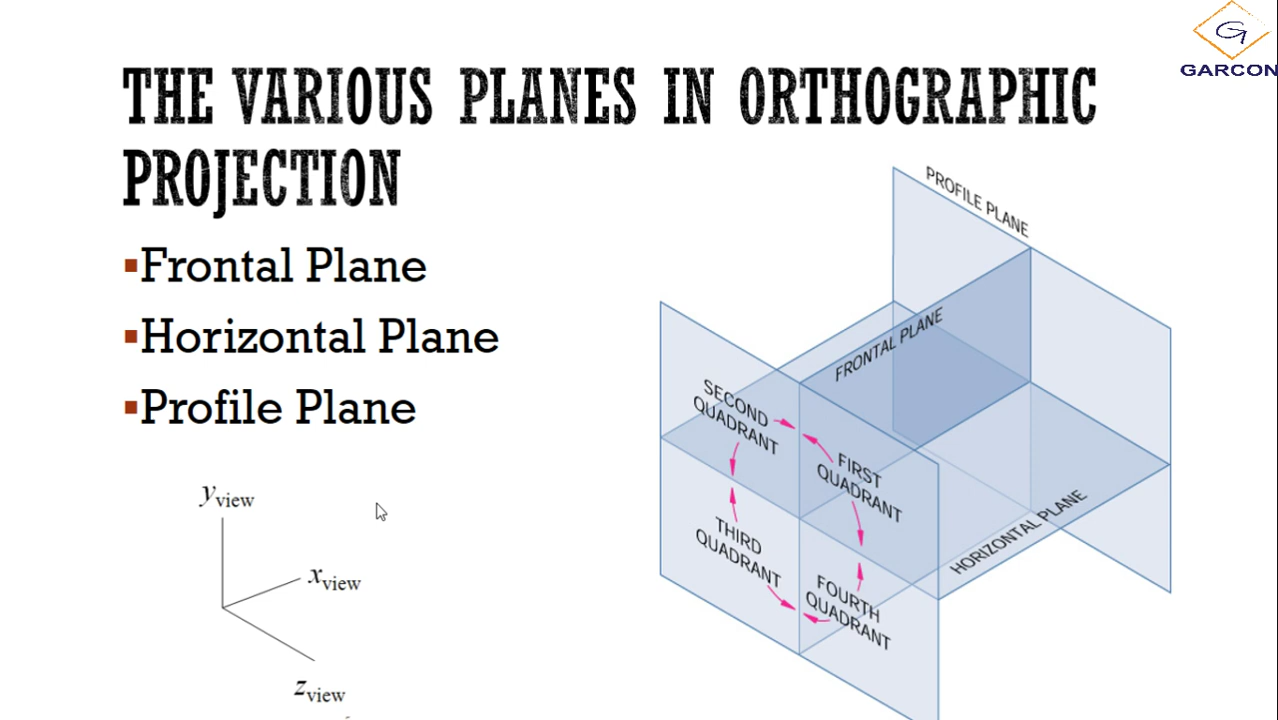 GARCON
THE VARIOUS PLANES IN ORTHOGRAPHIC
PROJECTION
▪Frontal Plane
▪Horizontal Plane
▪Profile Plane
y view
x view
z view
PROFILE PLANE
FRONTAL PLANE
SECOND
QUADRANT
FIRST
QUADRANT
THIRD
QUADRANT
FOURTH
QUADRANT
HORIZONTAL PLANE